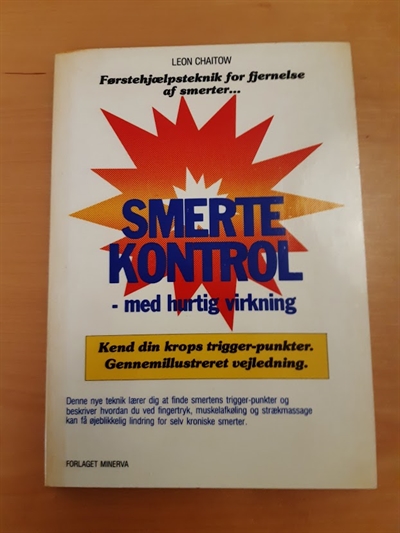 LEON CHAITOW
Førstehjælpsteknik for fjernelse
af smerter...
SMERTE
KONTROL
- med hurtig virkning
Kend din krops trigger-punkter.
Gennemillustreret vejledning.
Denne nye teknik lærer dig at finde smertens trigger-punkter og
beskriver hvordan du ved fingertryk, muskelafkøling og strækmassage
kan få øjeblikkelig lindring for selv kroniske smerter.
FORLAGET MINERVA